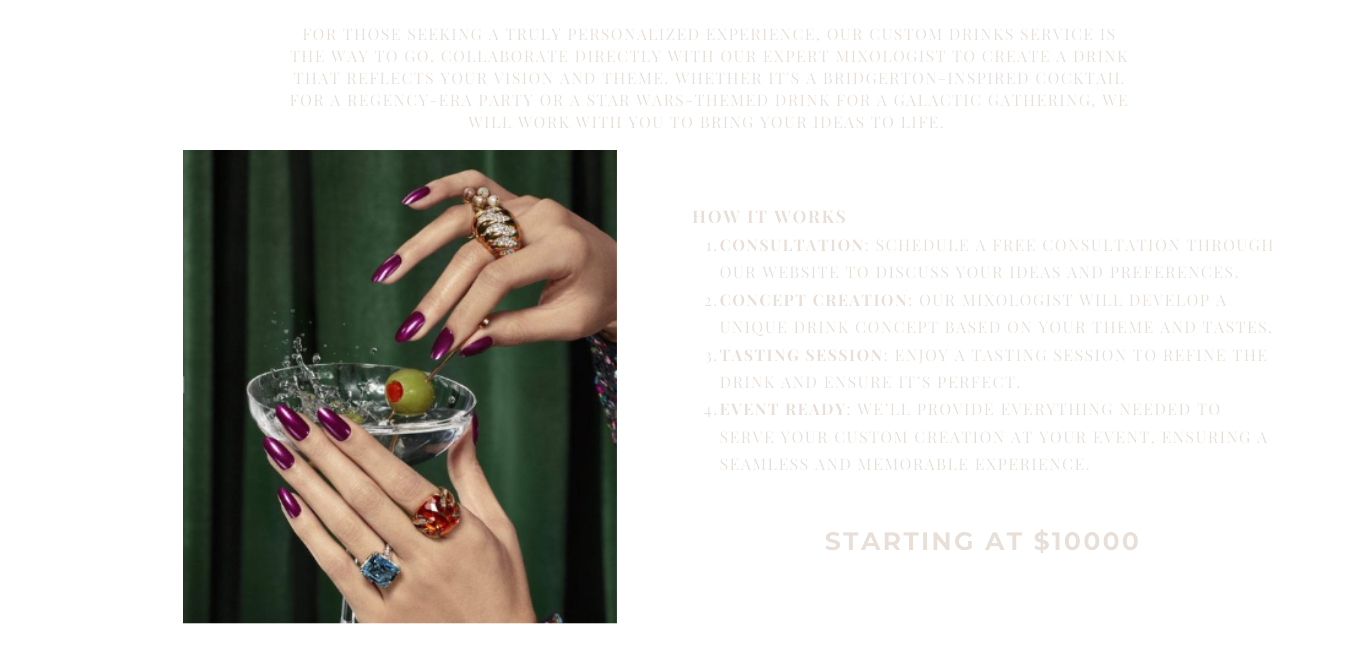 FOR THOSE SEEKING A TRULY PERSONALIZED EXPERIENCE, OUR CUSTOM DRINKS SERVICE IS
THE WAY TO GO. COLLABORATE DIRECTLY WITH OUR EXPERT MIXOLOGIST TO CREATE A DRINK
THAT REFLECTS YOUR VISION AND THEME. WHETHER IT'S A BRIDGERTON-INSPIRED COCKTAIL
FOR A REGENCY-ERA PARTY OR A STAR WARS-THEMED DRINK FOR A GALACTIC GATHERING, WE
WILL WORK WITH YOU TO BRING YOUR IDEAS TO LIFE.
HOW IT WORKS
1. CONSULTATION: SCHEDULE A FREE CONSULTATION THROUGH
OUR WEBSITE TO DISCUSS YOUR IDEAS AND PREFERENCES.
2. CONCEPT CREATION: OUR MIXOLOGIST WILL DEVELOP A
UNIQUE DRINK CONCEPT BASED ON YOUR THEME AND TASTES.
3. TASTING SESSION: ENJOY A TASTING SESSION TO REFINE THE
DRINK AND ENSURE IT'S PERFECT.
4. EVENT READY: WE'LL PROVIDE EVERYTHING NEEDED TO
SERVE YOUR CUSTOM CREATION AT YOUR EVENT, ENSURING A
SEAMLESS AND MEMORABLE EXPERIENCE.
STARTING AT $10000